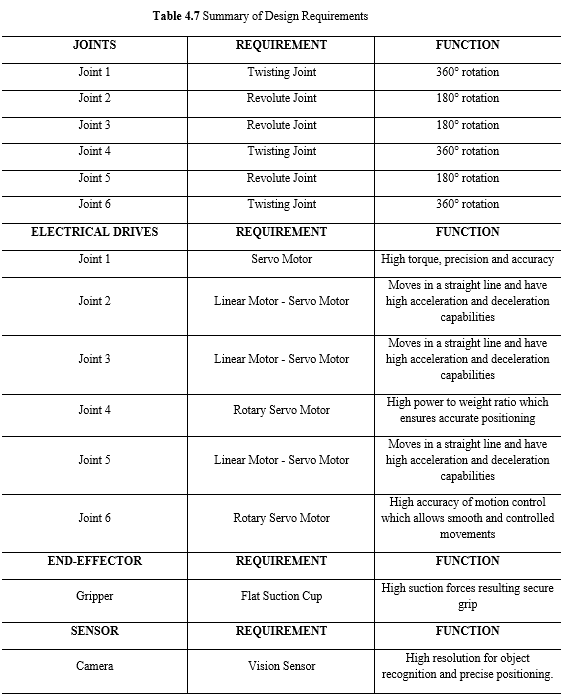 Table 4.7 Summary of Design Requirements
JOINTS REQUIREMENT FUNCTION
Joint 1 Twisting Joint 360° rotation
Joint 2 Revolute Joint 180° rotation
Joint 3 Revolute Joint 180° rotation
Joint 4 Twisting Joint 360° rotation
Joint 5 Revolute Joint 180° rotation
Joint 6 Twisting Joint 360° rotation
ELECTRICAL DRIVES REQUIREMENT FUNCTION
Joint 1 Servo Motor High torque, precision and accuracy
Joint 2 Linear Motor - Servo Motor Moves in a straight line and have
high acceleration and deceleration
capabilities
Joint 3 Linear Motor - Servo Motor Moves in a straight line and have
high acceleration and deceleration
capabilities
Joint 4 Rotary Servo Motor High power to weight ratio which
ensures accurate positioning
Joint 5 Linear Motor - Servo Motor Moves in a straight line and have
high acceleration and deceleration
capabilities
Joint 6 Rotary Servo Motor High accuracy of motion control
which allows smooth and controlled
movements
END-EFFECTOR REQUIREMENT FUNCTION
Gripper Flat Suction Cup High suction forces resulting secure
grip
SENSOR REQUIREMENT FUNCTION
Camera Vision Sensor High resolution for object
recognition and precise positioning.